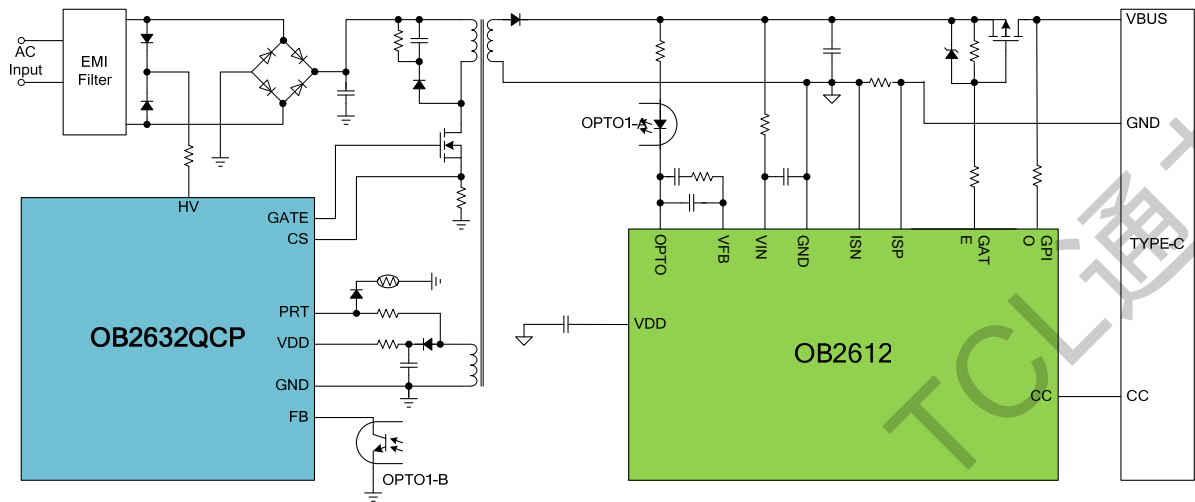 AC
Input
EMI
Filter
HV
GATE
CS
PRT
VDD
GND
FB
OB2632QCP
OPTO1-B
OPTO1-A
OPTO
VFB
VIN
GND
ISN
ISP
GAT
E
GPI
O
VDD
OB2612
CC
VBUS
GND
TYPE-C
CC
TCL通